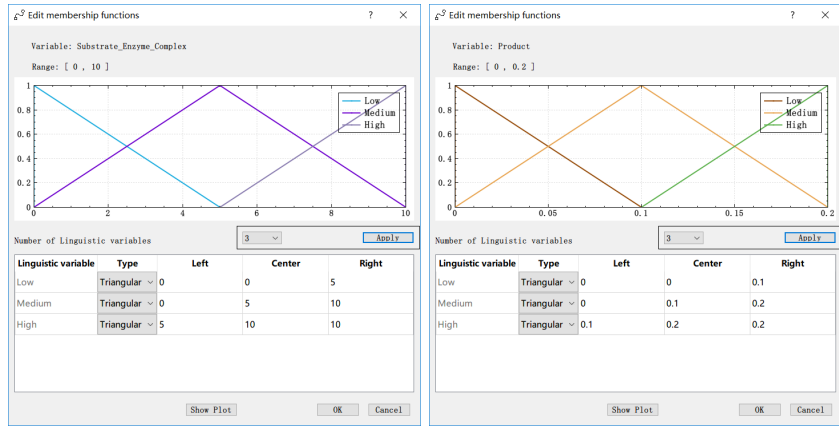 Edit membership functions ? ×
Variable: Substrate_Enzyme_Complex
Range: [ 0 , 10 ]
1
0.8
0.6
0.4
0.2
0
0 2 4 6 8 10
Low
Medium
High
Number of Linguistic variables 3 Apply
Linguistic variable Type Left Center Right
Low Triangular 0 0 5
Medium Triangular 0 5 10
High Triangular 5 10 10
Show Plot OK Cancel
Edit membership functions ? ×
Variable: Product
Range: [ 0 , 0.2 ]
1
0.8
0.6
0.4
0.2
0
0 0.05 0.1 0.15 0.2
Low
Medium
High
Number of Linguistic variables 3 Apply
Linguistic variable Type Left Center Right
Low Triangular 0 0 0.1
Medium Triangular 0 0.1 0.2
High Triangular 0.1 0.2 0.2
Show Plot OK Cancel